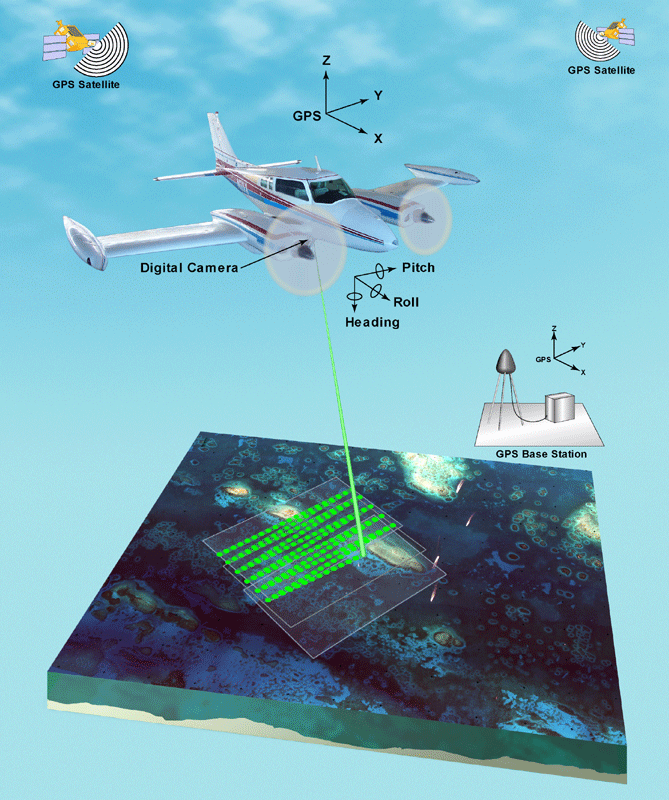 GPS Satellite
GPS Satellite
Z
Y
GPS
X
Digital Camera
Pitch
Roll
Heading
Z
Y
GPS
X
GPS Base Station